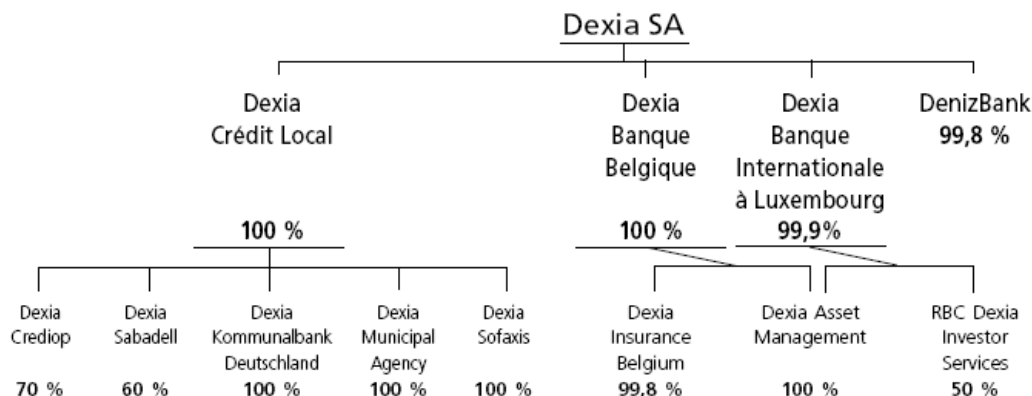 Dexia SA
Dexia
Crédit Local
100 %
Dexia
Banque
Belgique
100 %
Dexia
Banque
Internationale
à Luxembourg
99,9%
DenizBank
99,8 %
Dexia
Crediop
70 %
Dexia
Sabadell
60 %
Dexia
Kommunalbank
Deutschland
100 %
Dexia
Municipal
Agency
100 %
Dexia
Sofaxis
100 %
Dexia
Insurance
Belgium
99,8 %
Dexia Asset
Management
100 %
RBC Dexia
Investor
Services
50 %